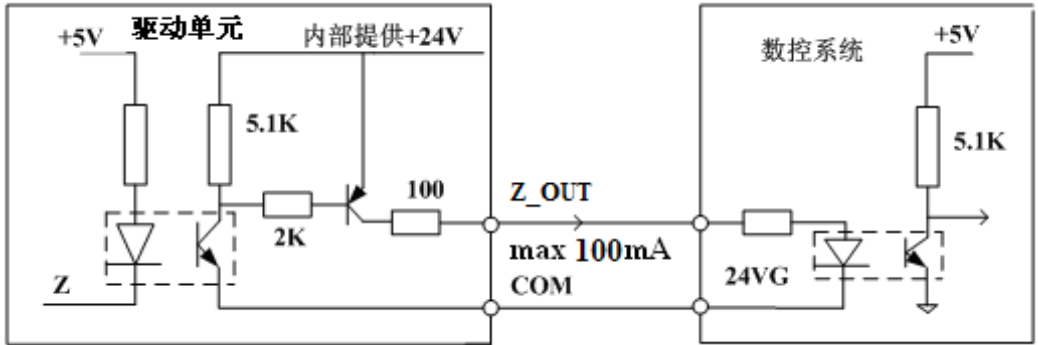 驱动单元
+5V
内部提供+24V
5.1K
2K
100
Z
Z_OUT
max 100mA
COM
数控系统
+5V
5.1K
24VG